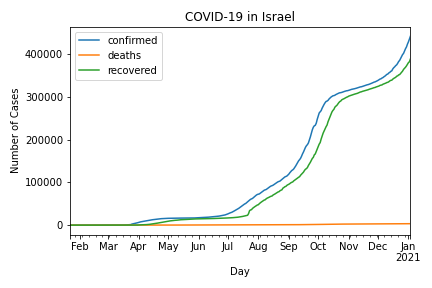 COVID-19 in Israel
confirmed
deaths
recovered
Number of Cases
400000
300000
200000
100000
0
Feb Mar Apr May Jun Jul Aug Sep Oct Nov Dec Jan
2021
Day